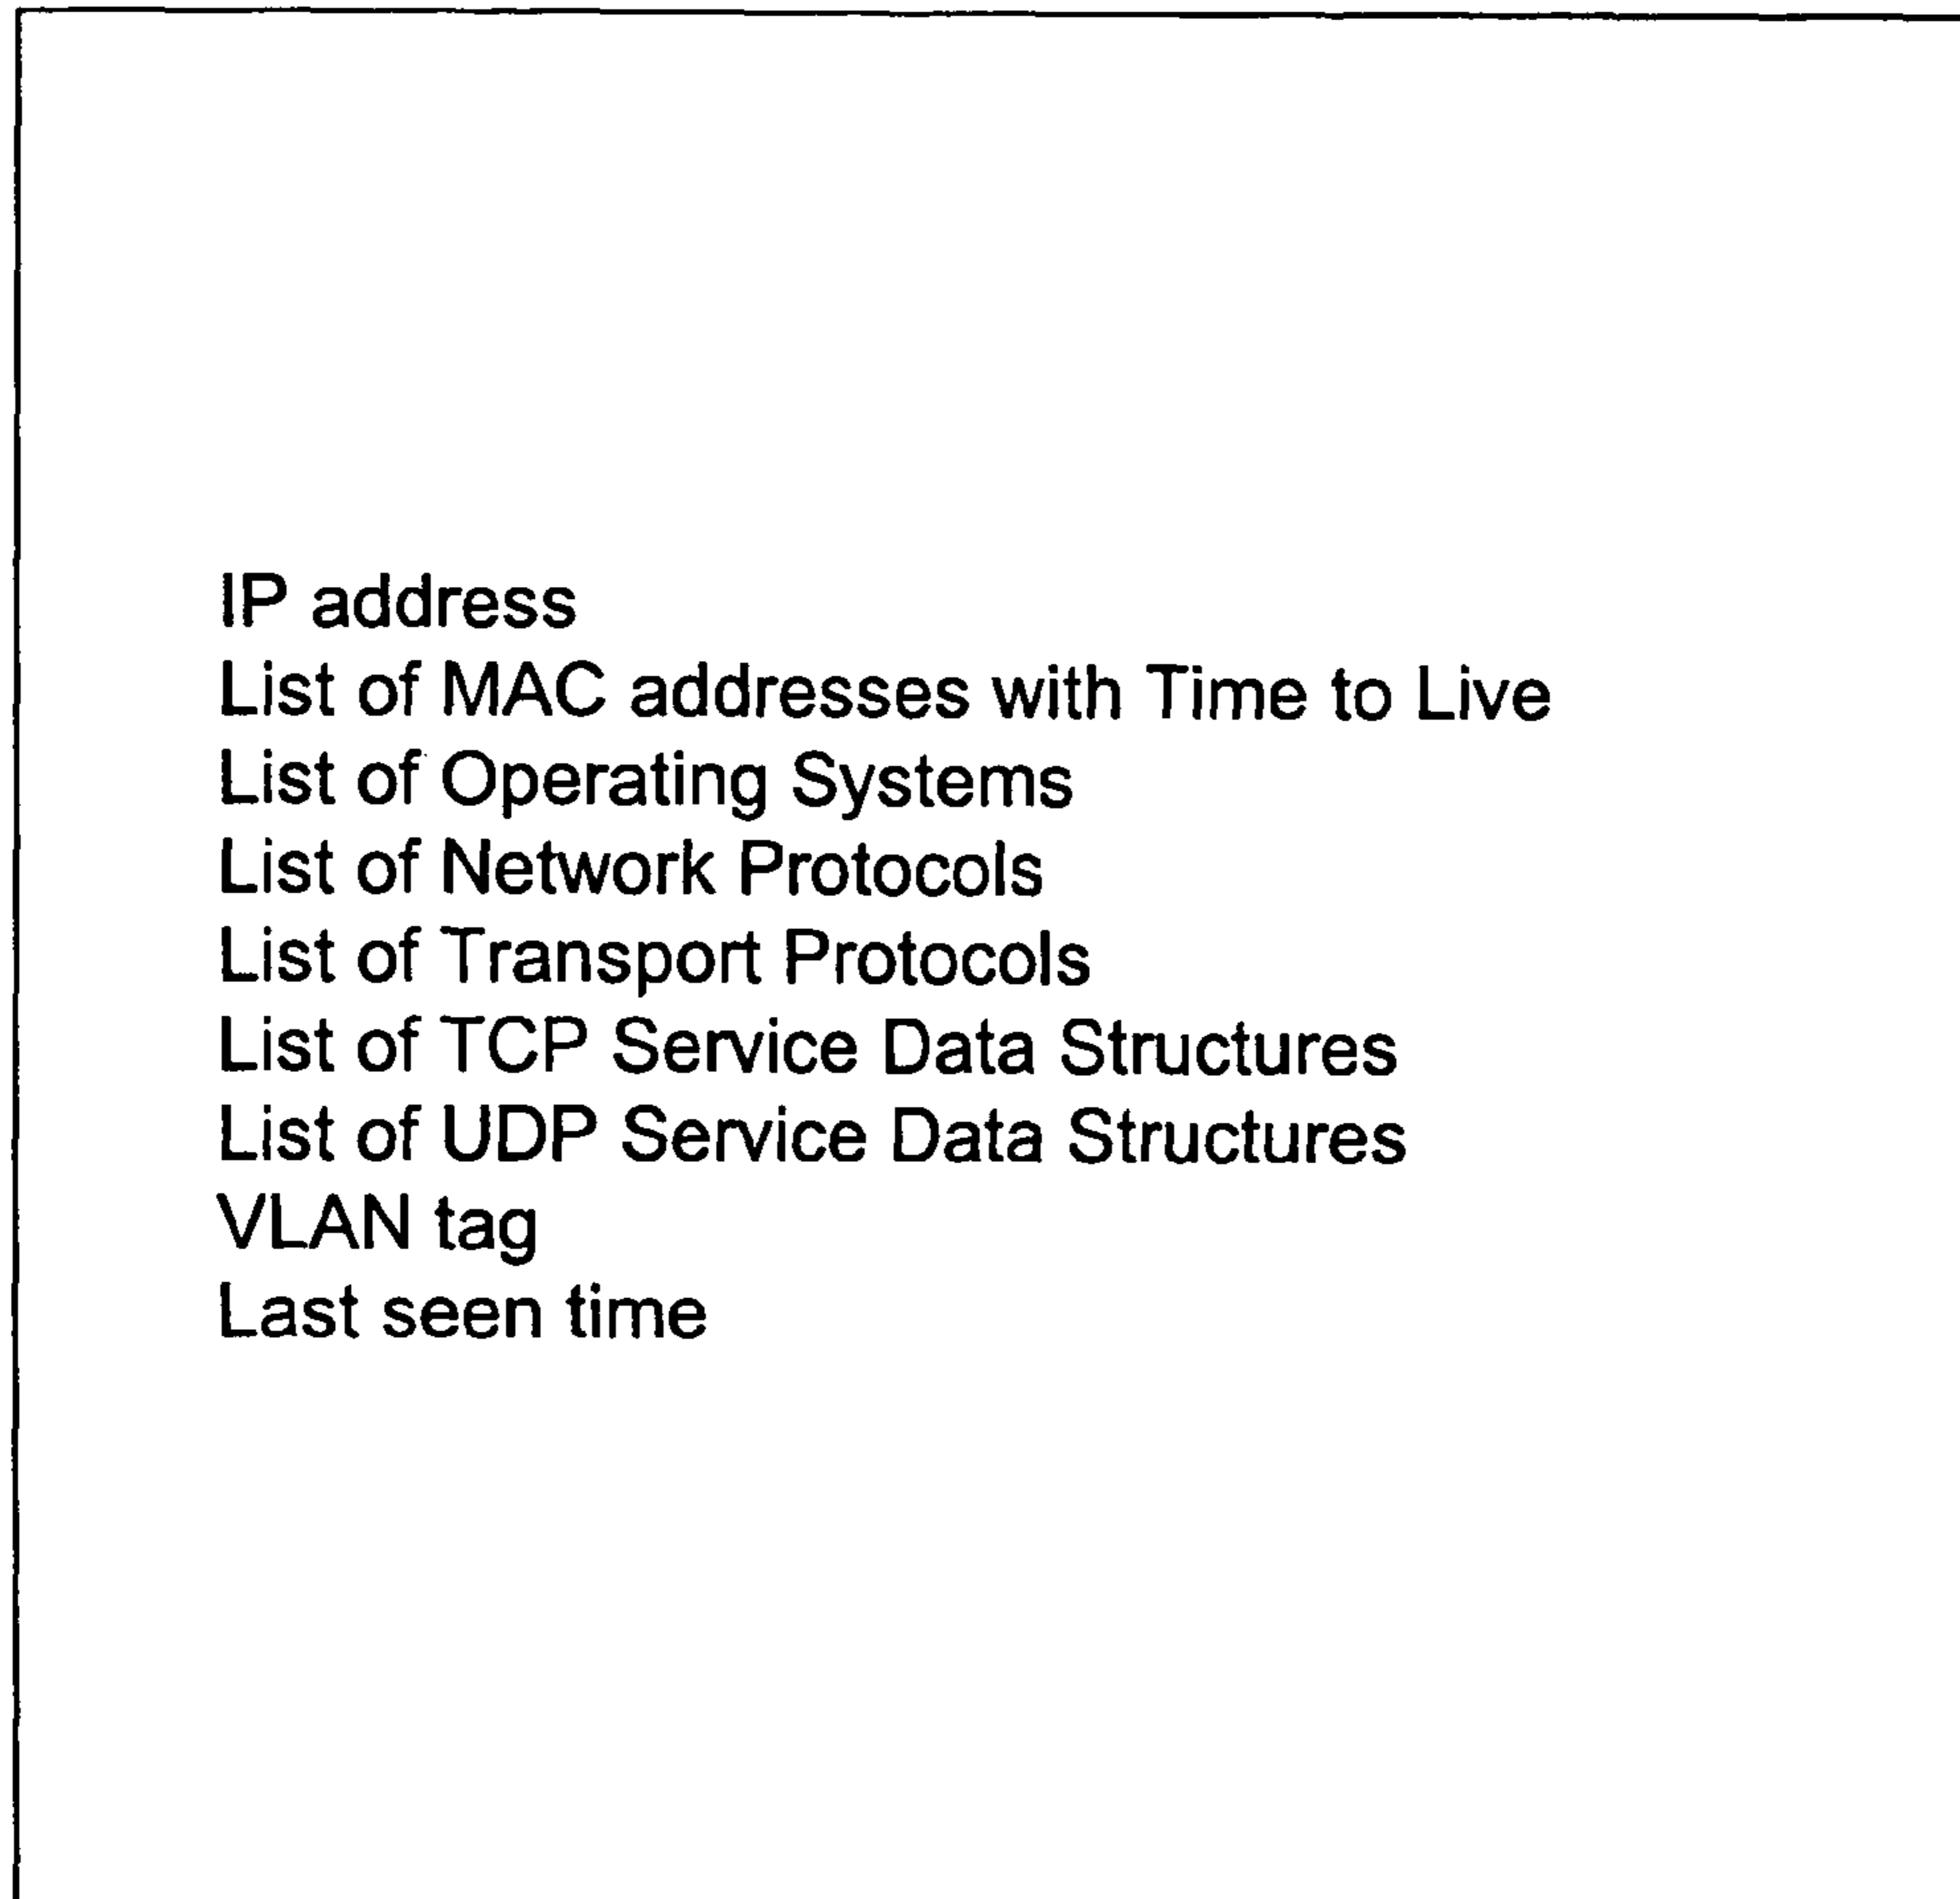 IP address
List of MAC addresses with Time to Live
List of Operating Systems
List of Network Protocols
List of Transport Protocols
List of TCP Service Data Structures
List of UDP Service Data Structures
VLAN tag
Last seen time